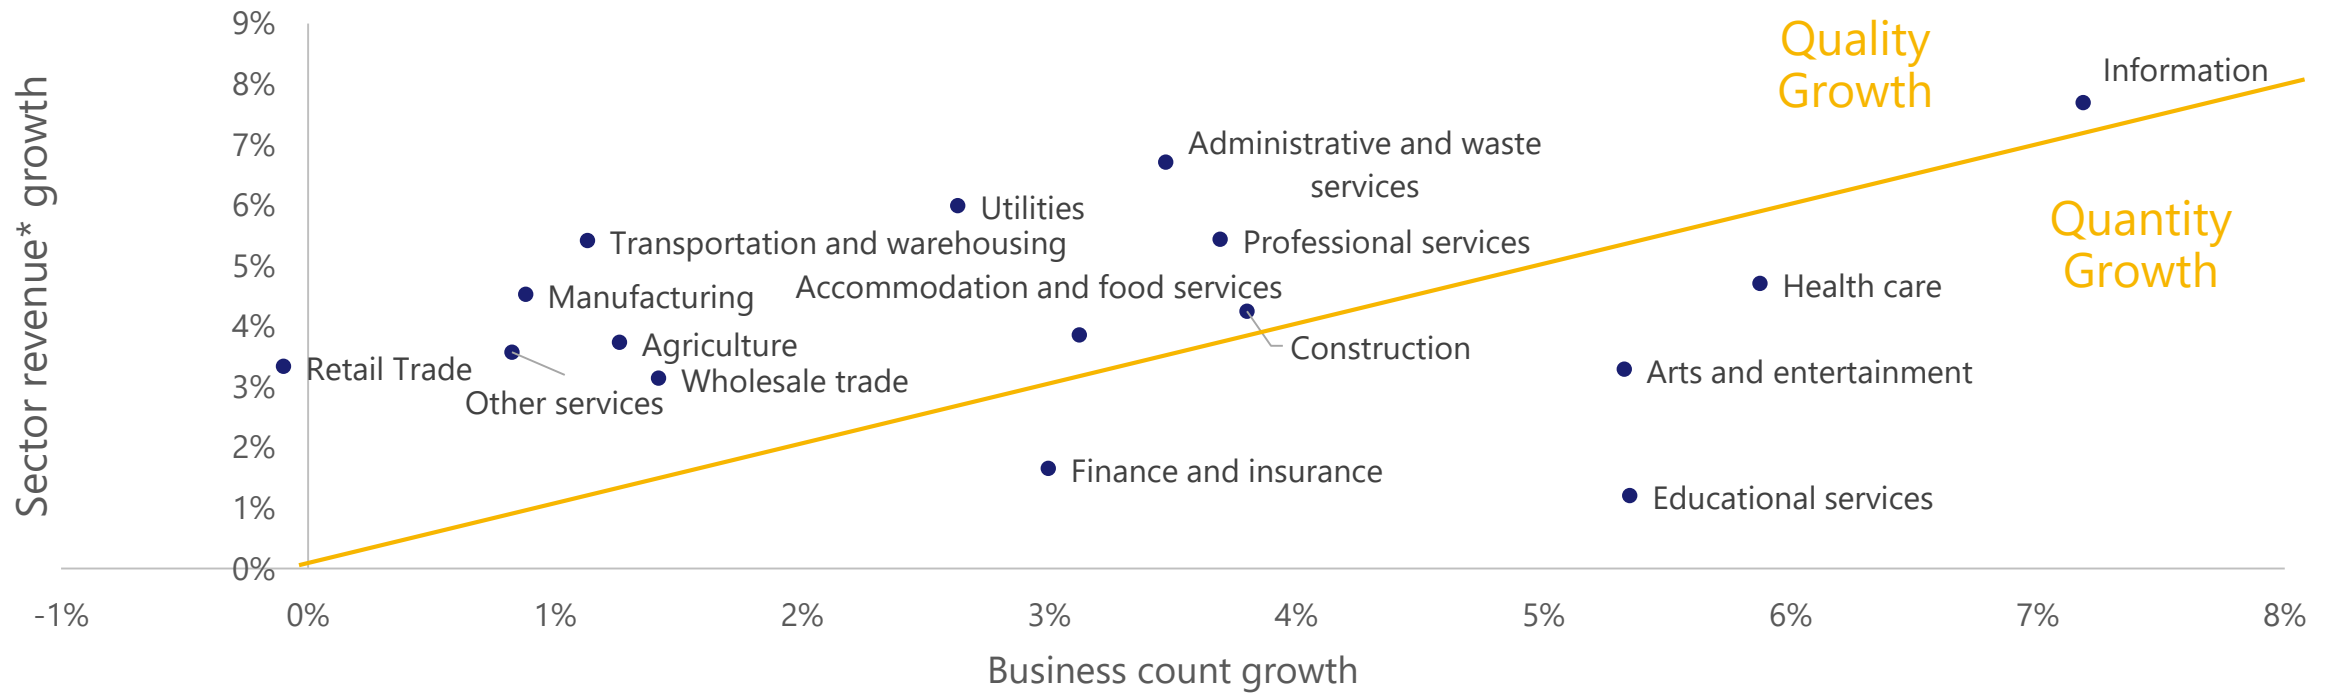 9%
8%
7%
6%
5%
4%
3%
2%
1%
0%
Sector revenue* growth
Quality
Growth
Information
Administrative and waste
services
Utilities
Quantity
Growth
Transportation and warehousing
Professional services
Accommodation and food services
Health care
Manufacturing
Agriculture
Construction
Retail Trade
Wholesale trade
Arts and entertainment
Other services
Finance and insurance
Educational services
-1%
0%
1%
2%
3%
4%
5%
6%
7%
8%
Business count growth